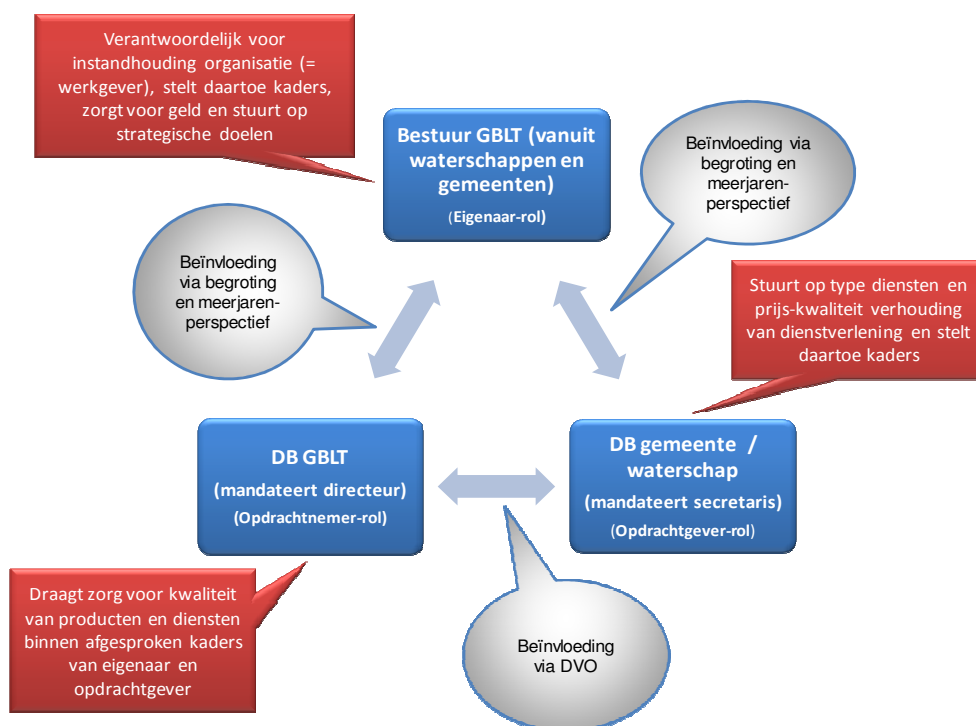 Verantwoordelijk voor
instandhouding organisatie (=
werkgever), stelt daartoe kaders,
zorgt voor geld en stuurt op
strategische doelen
Bestuur GBLT (vanuit
waterschappen en
gemeenten)
(Eigenaar-rol)
Beïnvloeding via
begroting en
meerjaren-
perspectief
Beïnvloeding
via begroting
en meerjaren-
perspectief
Stuurt op type diensten en
prijs-kwaliteit verhouding
van dienstverlening en stelt
daartoe kaders
DB GBLT
(mandateert directeur)
(Opdrachtnemer-rol)
DB gemeente /
waterschap
(mandateert secretaris)
(Opdrachtgever-rol)
Draagt zorg voor kwaliteit
van producten en diensten
binnen afgesproken kaders
van eigenaar en
opdrachtgever
Beïnvloeding
via DVO